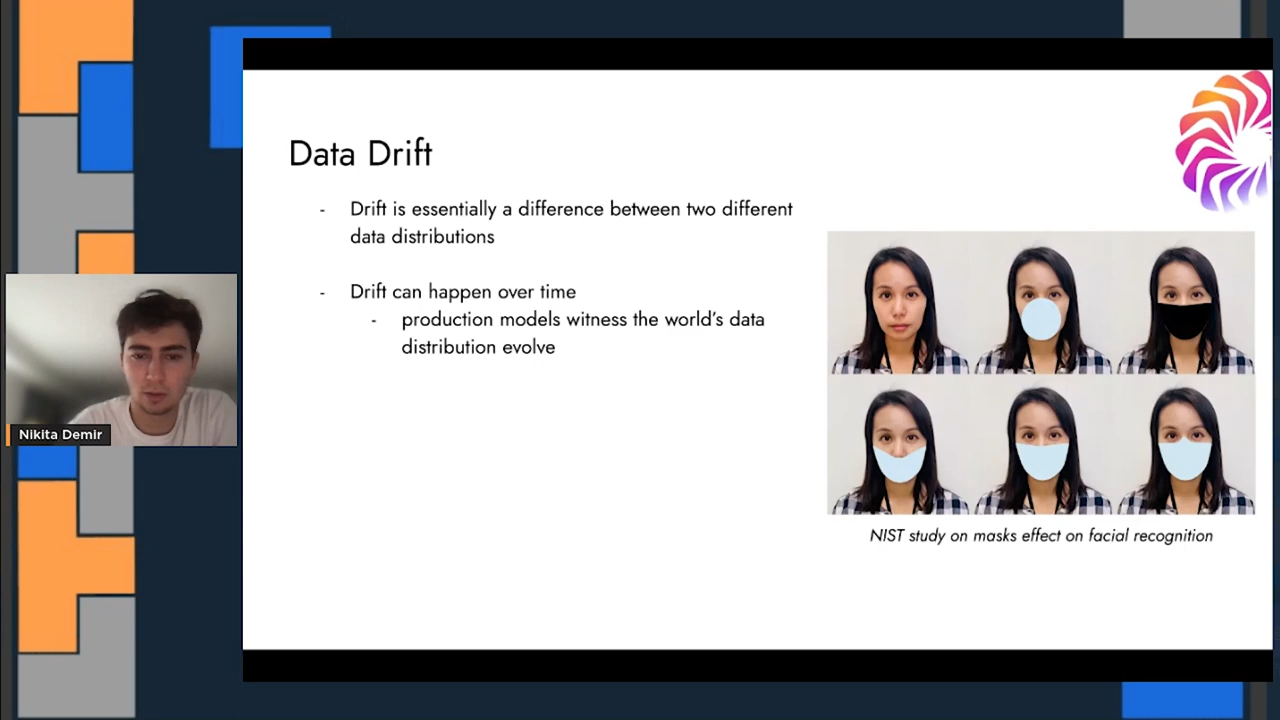 Data Drift
- Drift is essentially a difference between two different
data distributions
- Drift can happen over time
- production models witness the world's data
distribution evolve
NIST study on masks effect on facial recognition
Nikita Demir